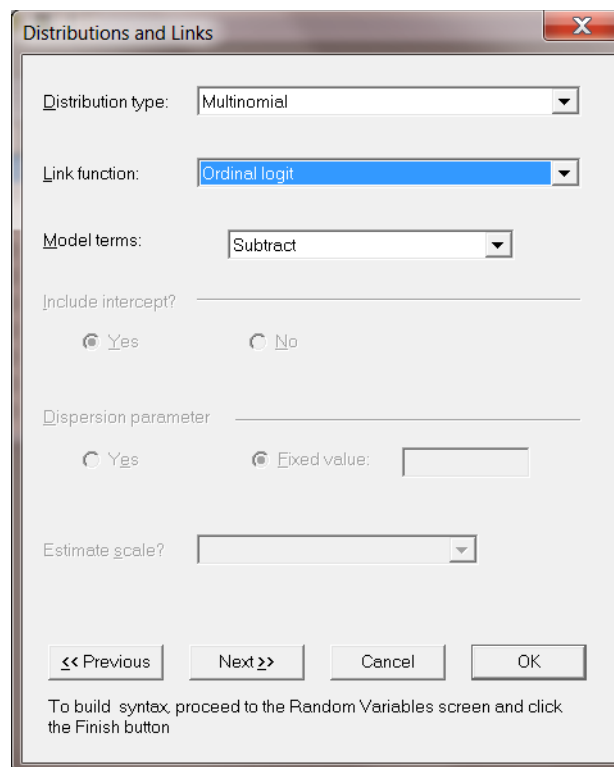 Distributions and Links
Distribution type: Multinomial
Link function: Ordinal logit
Model terms: Subtract
Include intercept?
Yes No
Dispersion parameter
Yes Fixed value:
Estimate scale?
<< Previous Next >> Cancel OK
To build syntax, proceed to the Random Variables screen and click
the Finish button